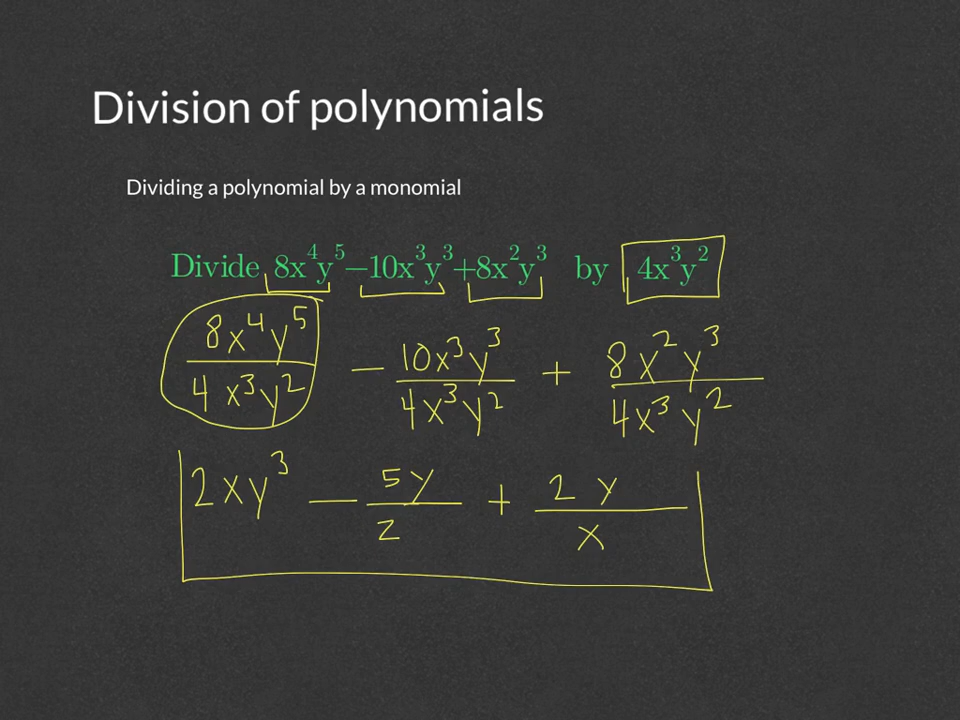 Division of polynomials
Dividing a polynomial by a monomial
Divide 8x⁴y⁵−10x³y³+8x²y³ by 4x³y²
8x⁴y⁵/4x³y² − 10x³y³/4x³y² + 8x²y³/4x³y²
2xy³ − 5y/2 + 2y/x